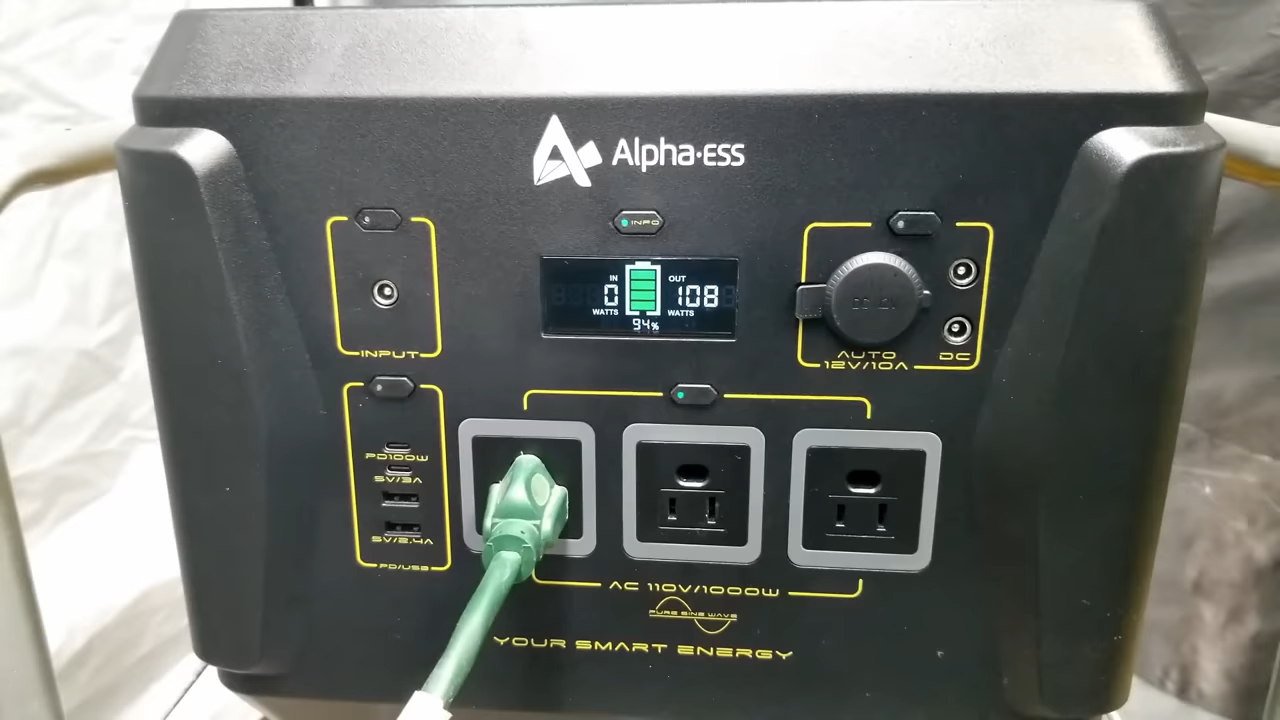 Alpha·ESS
INFO
IN
0
WATTS
OUT
108
WATTS
94%
INPUT
AUTO
12V/10A
DC
PD100W
5V/3A
5V/2.4A
PD/USB
AC 110V/1000W
PURE SINE WAVE
YOUR SMART ENERGY